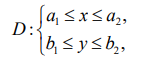 D:{a₁ ≤ x ≤ a₂,
b₁ ≤ y ≤ b₂,